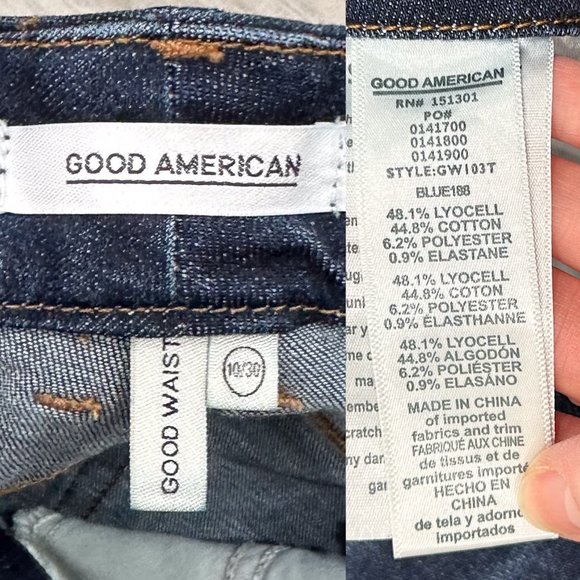 GOOD AMERICAN
GOOD WAIST
10/30
GOOD AMERICAN
RN# 151301
PO#
0141700
0141800
0141900
STYLE:GW103T
BLUE188
48.1% LYOCELL
44.8% COTTON
6.2% POLYESTER
0.9% ELASTANE
48.1% LYOCELL
44.8% COTON
6.2% POLYESTER
0.9% ÉLASTHANNE
48.1% LYOCELL
44.8% ALGODÓN
6.2% POLIÉSTER
0.9% ELASÁNO
MADE IN CHINA
of imported
fabrics and trim
FABRIQUÉ AUX CHINE
de tissus et de
garnitures importé
HECHO EN
CHINA
de tela y adorno
importados